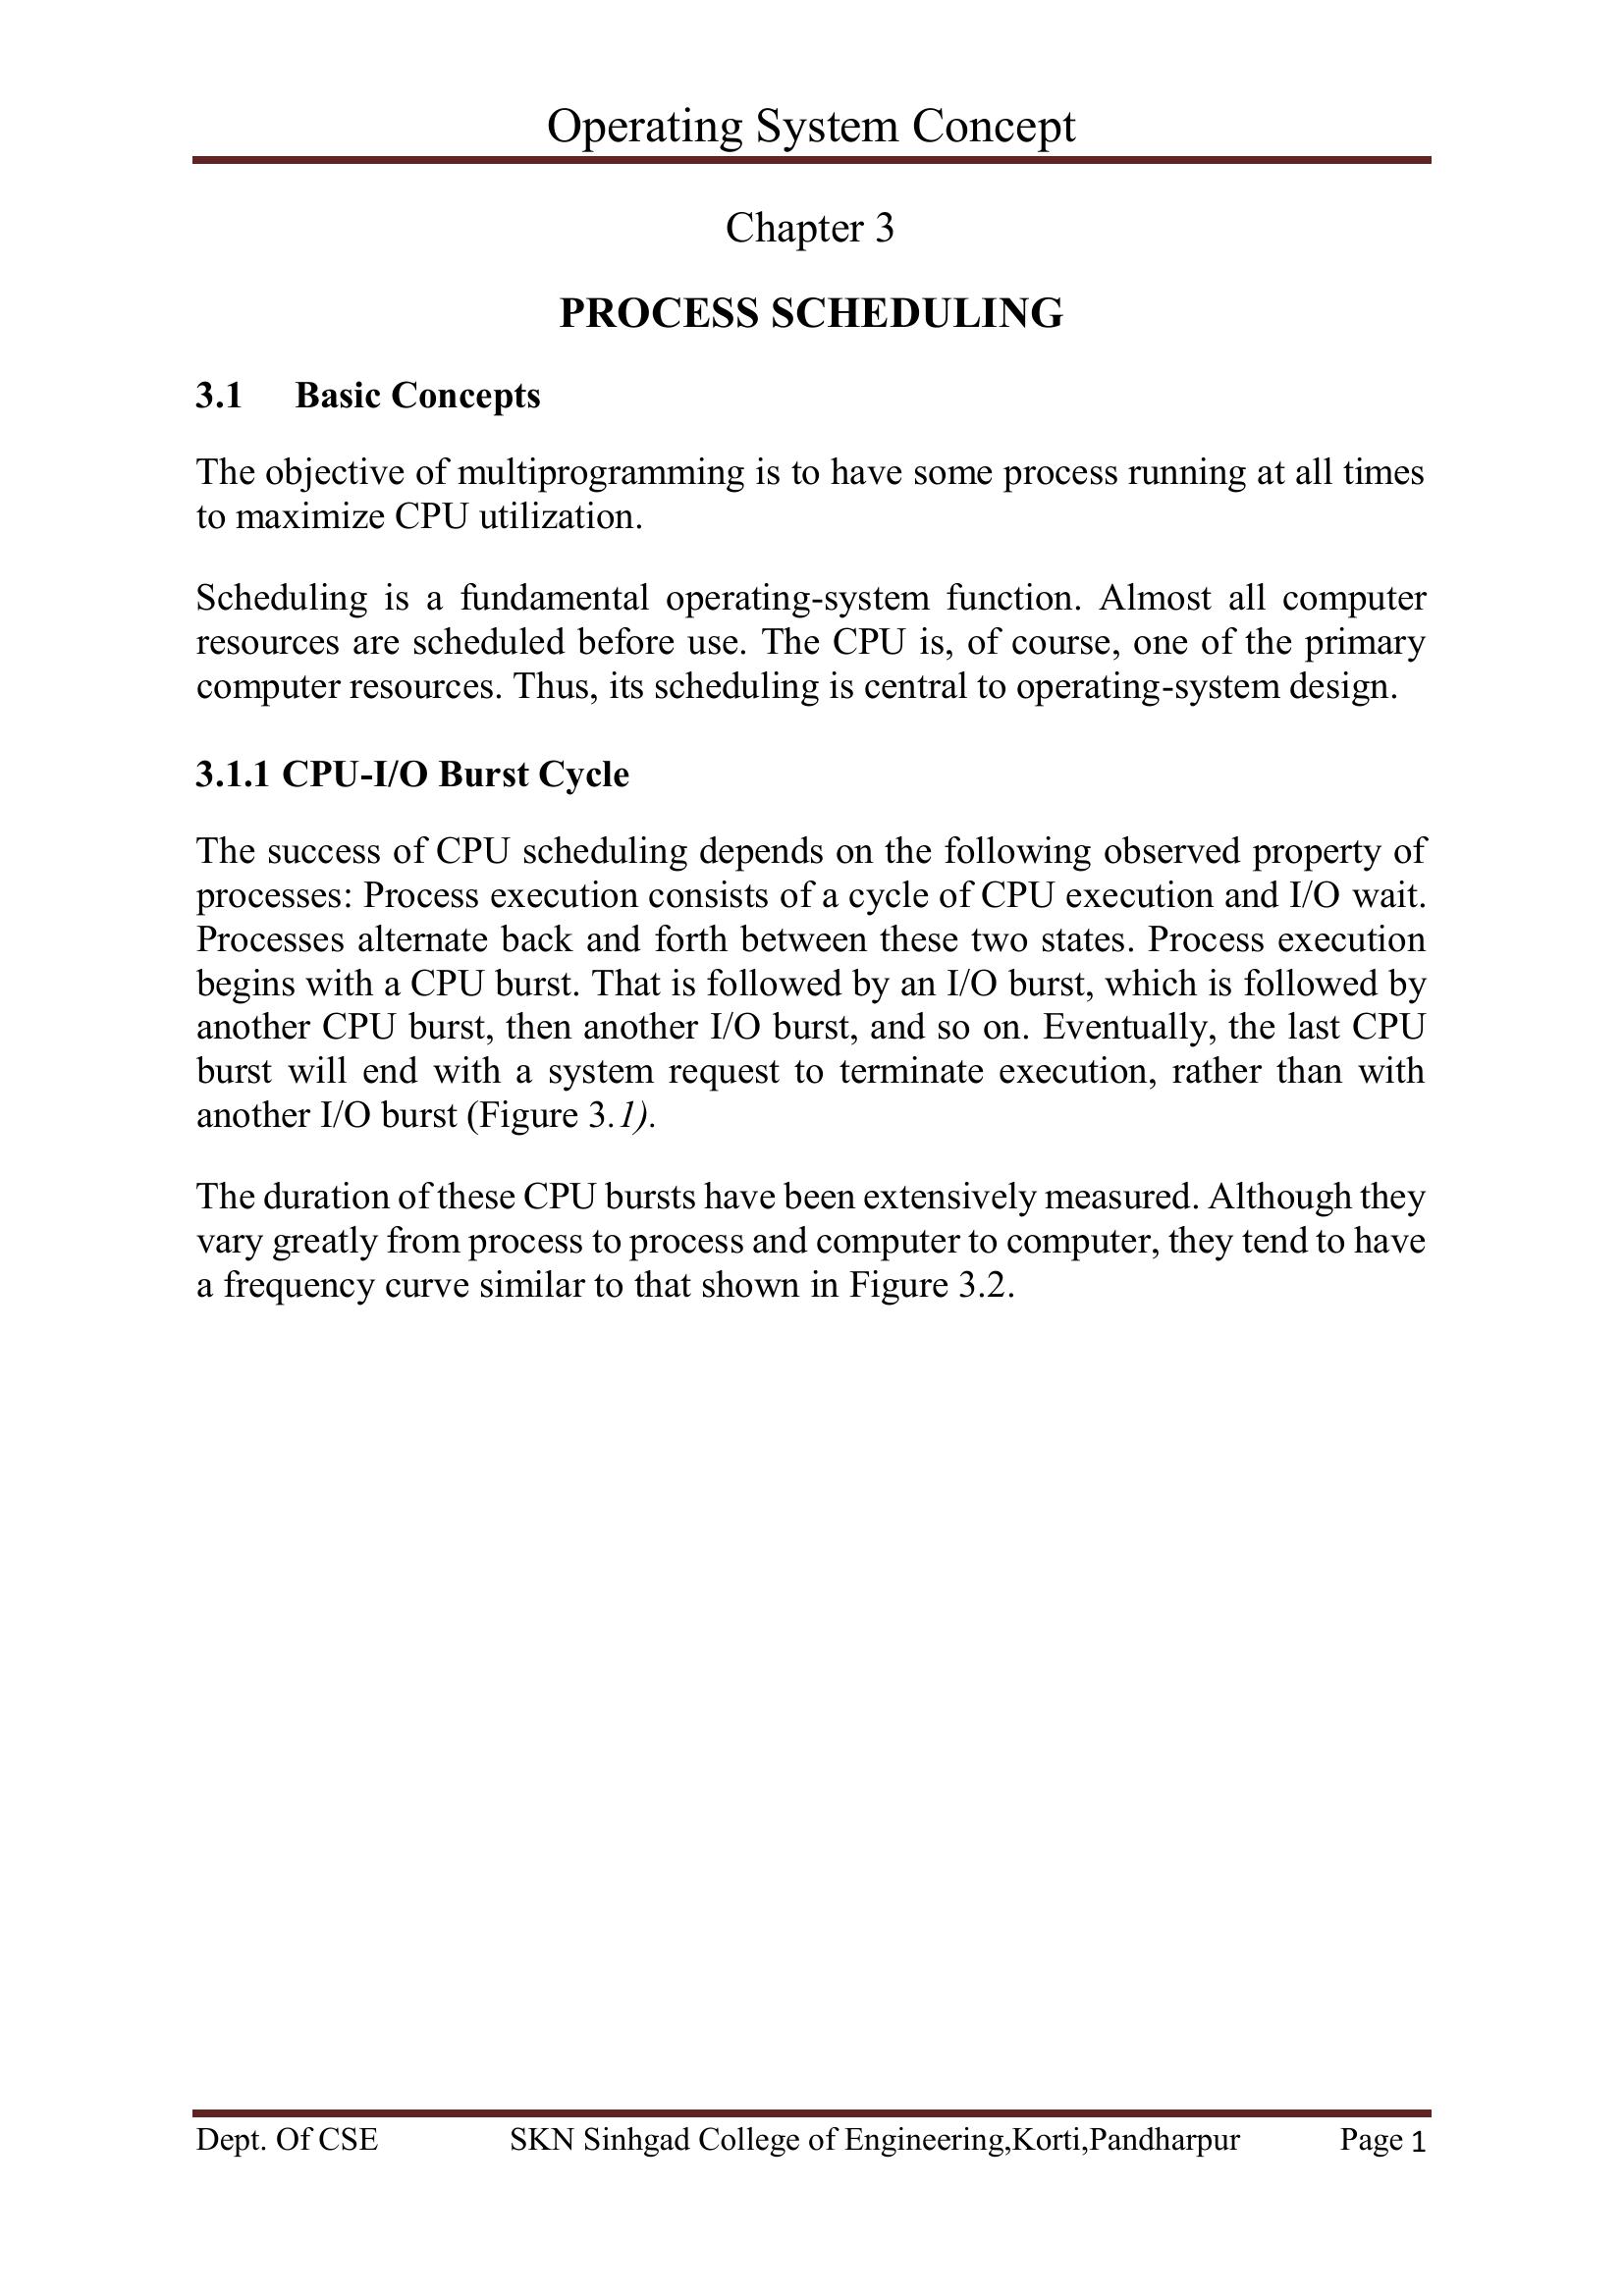 Operating System Concept
Chapter 3
PROCESS SCHEDULING
3.1 Basic Concepts
The objective of multiprogramming is to have some process running at all times
to maximize CPU utilization.
Scheduling is a fundamental operating-system function. Almost all computer
resources are scheduled before use. The CPU is, of course, one of the primary
computer resources. Thus, its scheduling is central to operating-system design.
3.1.1 CPU-I/O Burst Cycle
The success of CPU scheduling depends on the following observed property of
processes: Process execution consists of a cycle of CPU execution and I/O wait.
Processes alternate back and forth between these two states. Process execution
begins with a CPU burst. That is followed by an I/O burst, which is followed by
another CPU burst, then another I/O burst, and so on. Eventually, the last CPU
burst will end with a system request to terminate execution, rather than with
another I/O burst (Figure 3.1).
The duration of these CPU bursts have been extensively measured. Although they
vary greatly from process to process and computer to computer, they tend to have
a frequency curve similar to that shown in Figure 3.2.
Dept. Of CSE SKN Sinhgad College of Engineering,Korti,Pandharpur Page 1